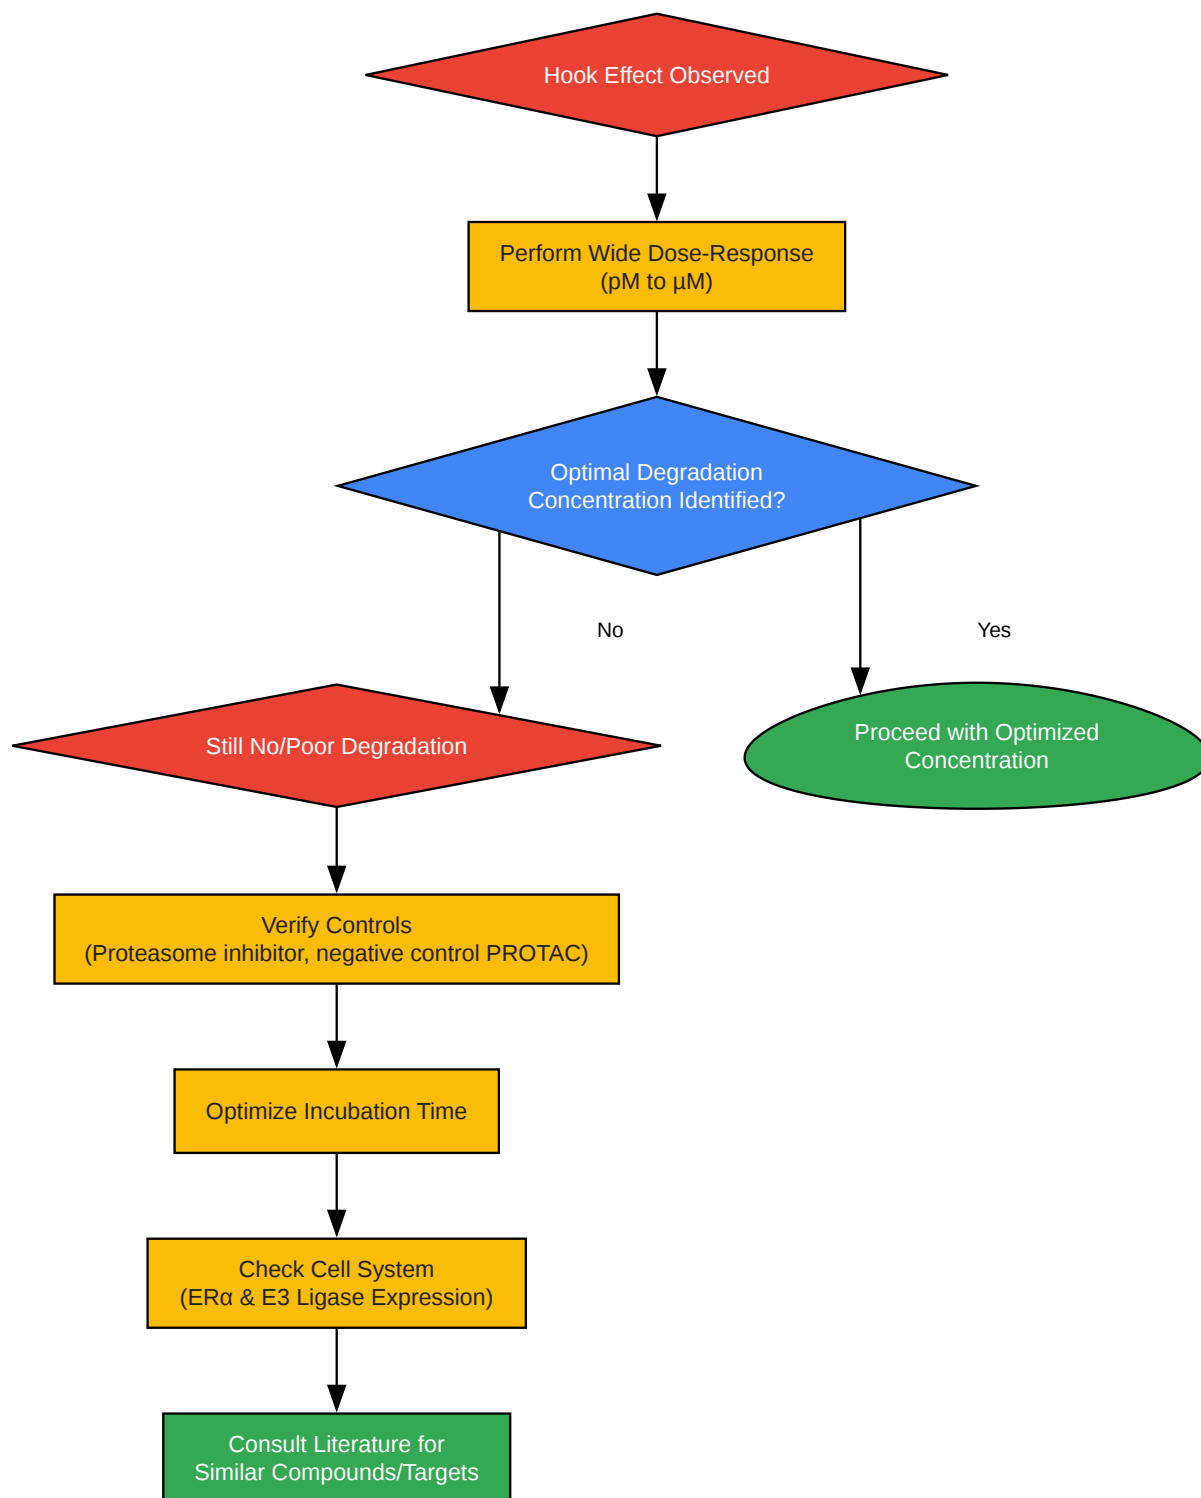 Hook Effect Observed
Perform Wide Dose-Response
(pM to µM)
Optimal Degradation
Concentration Identified?
No
Yes
Still No/Poor Degradation
Proceed with Optimized
Concentration
Verify Controls
(Proteasome inhibitor, negative control PROTAC)
Optimize Incubation Time
Check Cell System
(ERα & E3 Ligase Expression)
Consult Literature for
Similar Compounds/Targets